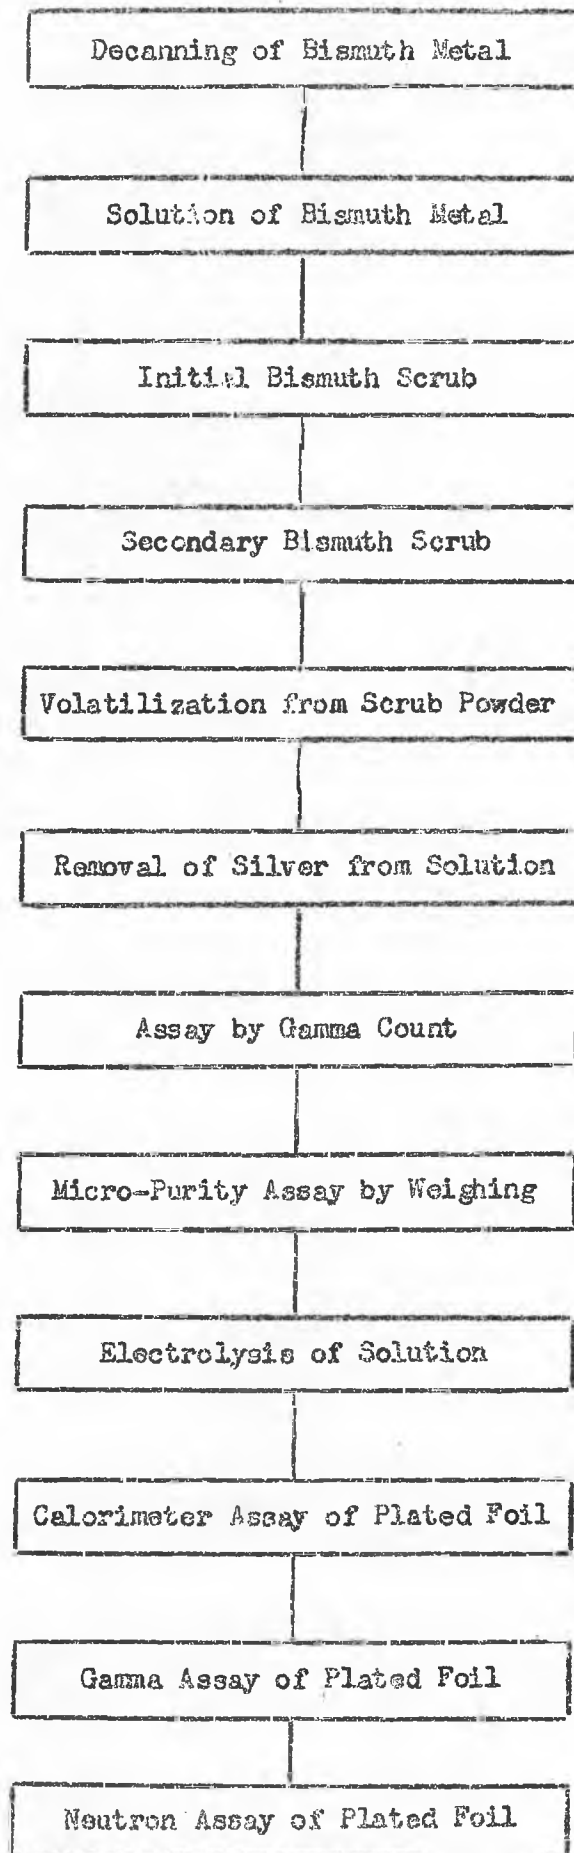 Decanning of Bismuth Metal
Solution of Bismuth Metal
Initial Bismuth Scrub
Secondary Bismuth Scrub
Volatilization from Scrub Powder
Removal of Silver from Solution
Assay by Gamma Count
Micro-Purity Assay by Weighing
Electrolysis of Solution
Calorimeter Assay of Plated Foil
Gamma Assay of Plated Foil
Neutron Assay of Plated Foil